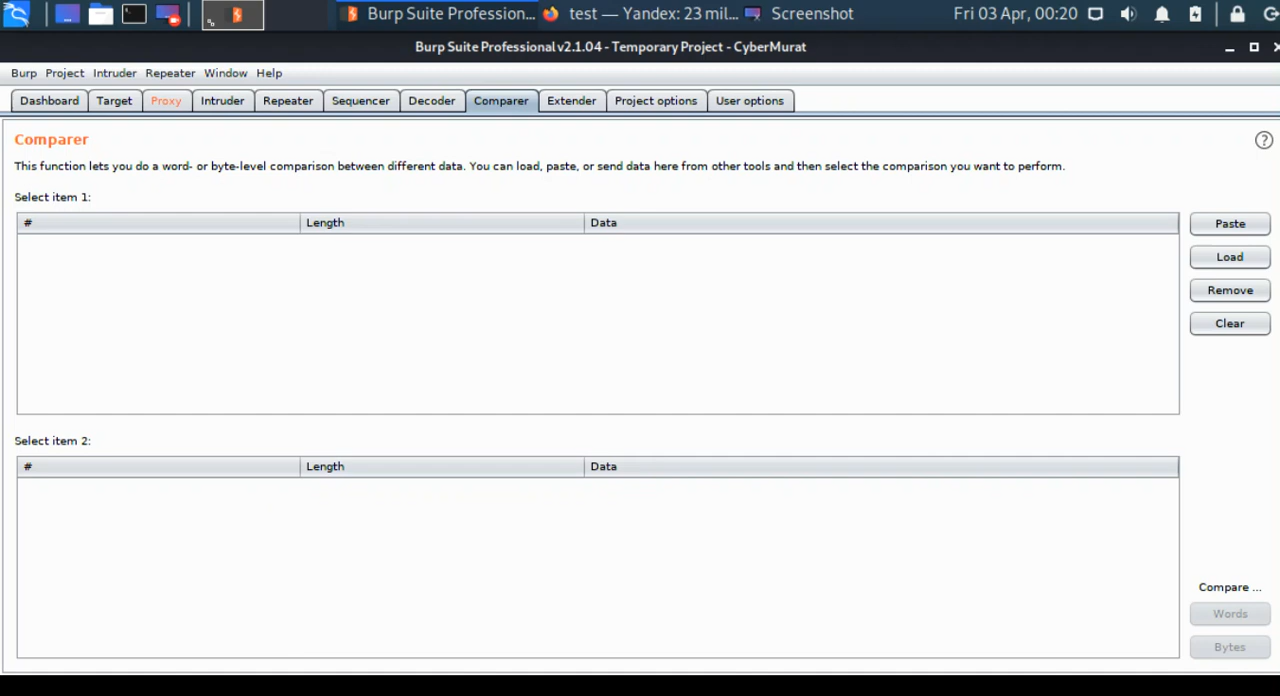 Burp Suite Profession... test — Yandex: 23 mil... Screenshot Fri 03 Apr, 00:20
Burp Suite Professional v2.1.04 - Temporary Project - CyberMurat
Burp Project Intruder Repeater Window Help
Dashboard Target Proxy Intruder Repeater Sequencer Decoder Comparer Extender Project options User options
Comparer
?
This function lets you do a word- or byte-level comparison between different data. You can load, paste, or send data here from other tools and then select the comparison you want to perform.
Select item 1:
# Length Data
Paste
Load
Remove
Clear
Select item 2:
# Length Data
Compare ...
Words
Bytes